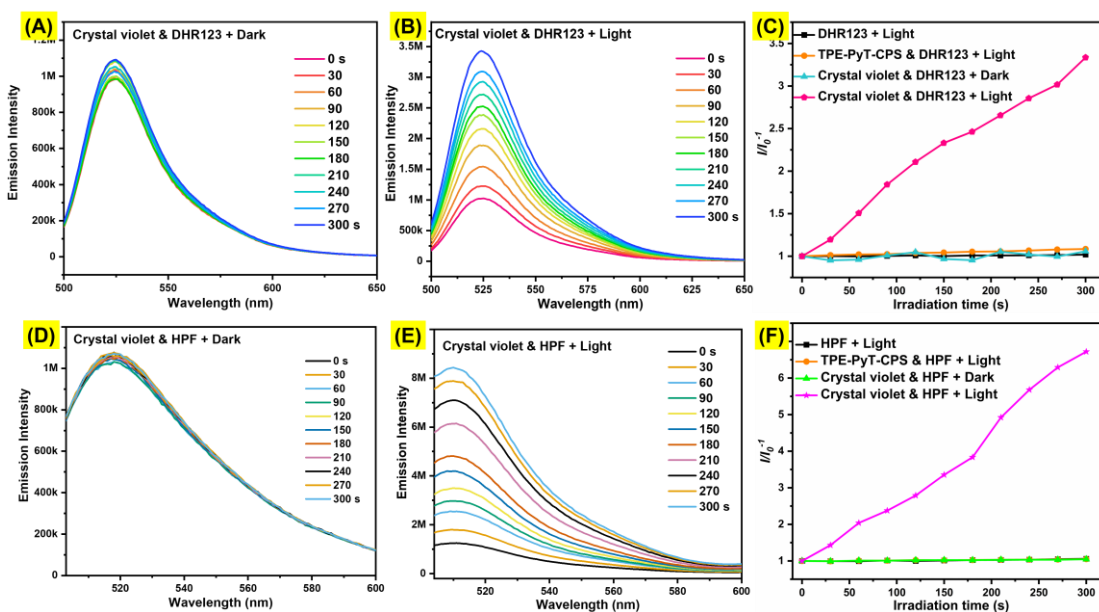 (A)
Crystal violet & DHR123 + Dark
1M
800k
600k
400k
200k
0
500
550
600
650
Emission Intensity
Wavelength (nm)
0 s
30
60
90
120
150
180
210
240
270
300 s
(B)
Crystal violet & DHR123 + Light
3.5M
3.0M
2.5M
2.0M
1.5M
1.0M
500k
0
500
525
550
575
600
625
650
Emission Intensity
Wavelength (nm)
0 s
30
60
90
120
150
180
210
240
270
300 s
(C)
DHR123 + Light
TPE-PyT-CPS & DHR123 + Light
Crystal violet & DHR123 + Dark
Crystal violet & DHR123 + Light
3.5
3
2.5
2
1.5
1
0
50
100
150
200
250
300
I/I0-1
Irradiation time (s)
(D)
Crystal violet & HPF + Dark
1M
800k
600k
400k
200k
0
520
540
560
580
600
Emission Intensity
Wavelength (nm)
0 s
30
60
90
120
150
180
210
240
270
300 s
(E)
Crystal violet & HPF + Light
8M
6M
4M
2M
0
520
540
560
580
600
Emission Intensity
Wavelength (nm)
0 s
30
60
90
120
150
180
210
240
270
300 s
(F)
HPF + Light
TPE-PyT-CPS & HPF + Light
Crystal violet & HPF + Dark
Crystal violet & HPF + Light
7
6
5
4
3
2
1
0
50
100
150
200
250
300
I/I0-1
Irradiation time (s)